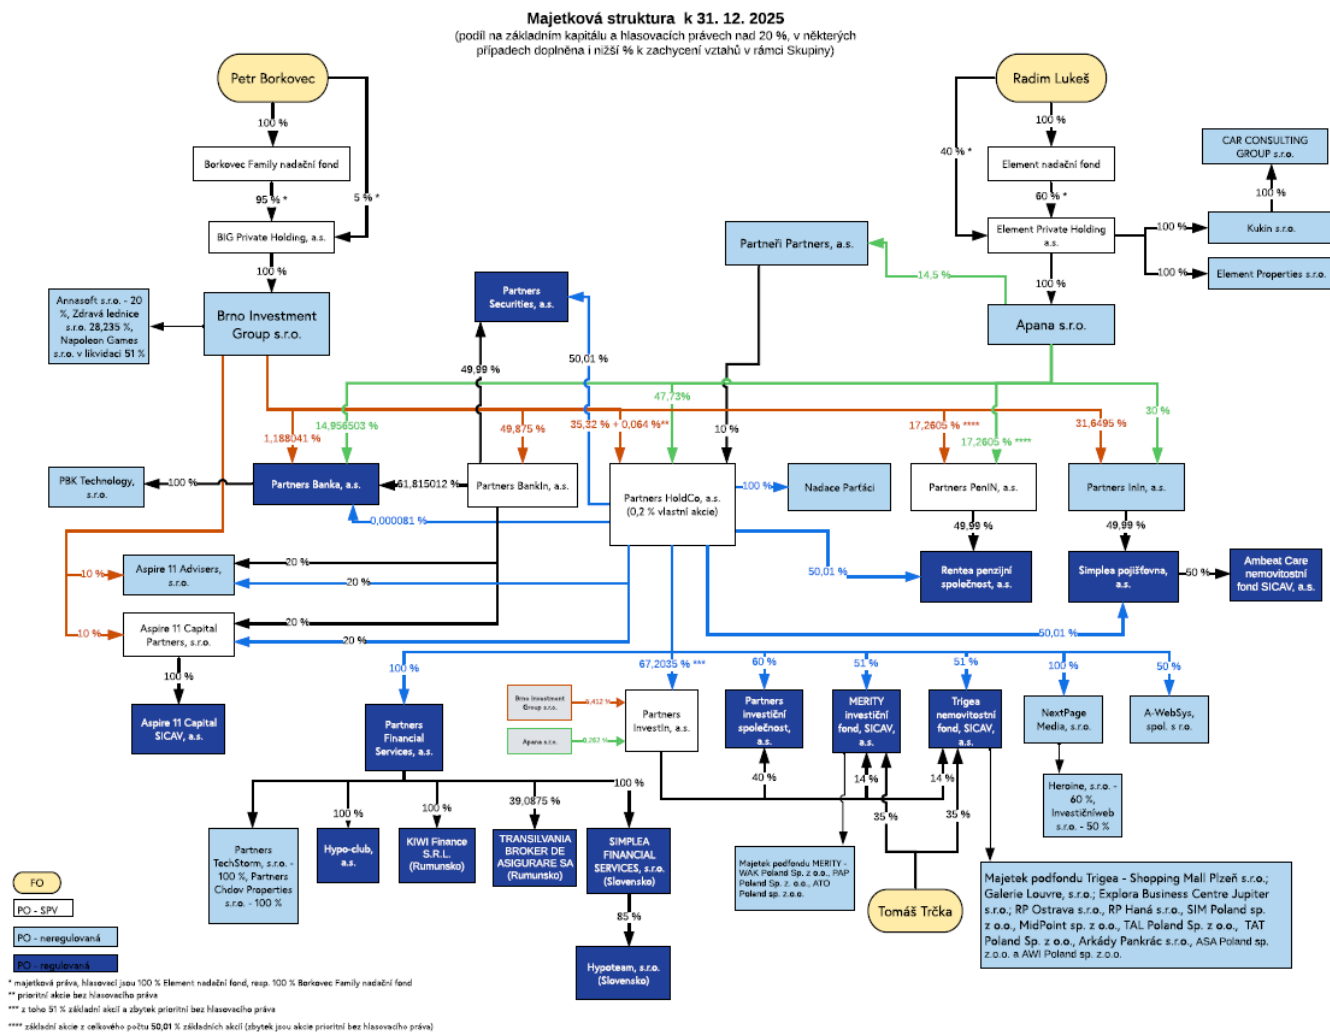 Majetková struktura k 31. 12. 2025
(podíl na základním kapitálu a hlasovacích právech nad 20 %, v některých
případech doplněna i nižší % k zachycení vztahů v rámci Skupiny)
Petr Borkovec
Radim Lukeš
100 %
100 %
CAR CONSULTING
GROUP s.r.o.
Borkovec Family nadační fond
40 % *
Element nadační fond
95 % *
5 % *
60 % *
100 %
BIG Private Holding, a.s.
Partneři Partners, a.s.
Element Private Holding
a.s.
100 %
Kukin s.r.o.
100 %
14,5 %
100 %
100 %
Element Properties s.r.o.
Annasoft s.r.o. - 20
%, Zdravá lednice
s.r.o. 28,235 %,
Napoleon Games
s.r.o. v likvidaci 51 %
Brno Investment
Group s.r.o.
Partners
Securities, a.s.
Apana s.r.o.
49,99 %
50,01 %
47,73%
14,956503 %
1,188041 %
49,875 %
35,32 % + 0,064 %**
10 %
17,2605 % ****
17,2605 % ****
31,6495 %
30 %
PBK Technology,
s.r.o.
100 %
Partners Banka, a.s.
61,815012 %
Partners BankIn, a.s.
Partners HoldCo, a.s.
(0,2 % vlastní akcie)
100 %
Nadace Parťáci
Partners PenIN, a.s.
Partners InIn, a.s.
0,000081 %
49,99 %
49,99 %
10 %
Aspire 11 Advisers,
s.r.o.
20 %
20 %
50,01 %
Rentea penzijní
společnost, a.s.
Simplea pojišťovna,
a.s.
50 %
Ambeat Care
nemovitostní
fond SICAV, a.s.
10 %
Aspire 11 Capital
Partners, s.r.o.
20 %
20 %
50,01 %
100 %
100 %
67,2035 % ***
60 %
51 %
51 %
100 %
50 %
Aspire 11 Capital
SICAV, a.s.
Partners
Financial
Services, a.s.
Brno Investment
Group s.r.o.
Apana s.r.o.
Partners
Investin, a.s.
Partners
investiční
společnost,
a.s.
MERITY
investiční
fond, SICAV,
a.s.
Trigea
nemovitostní
fond, SICAV,
a.s.
NextPage
Media, s.r.o.
A-WebSys,
spol. s r.o.
100 %
100 %
39,0875 %
100 %
40 %
14 %
14 %
35 %
35 %
Partners
TechStorm, s.r.o. -
100 %, Partners
Chdov Properties
s.r.o. - 100 %
Hypo-club,
a.s.
KIWI Finance
S.R.L.
(Rumunsko)
TRANSILVANIA
BROKER DE
ASIGURARE SA
(Rumunsko)
SIMPLEA
FINANCIAL
SERVICES, s.r.o.
(Slovensko)
Heroine, s.r.o. -
60 %,
Investičníweb
s.r.o. - 50 %
Majetek podfondu MERITY -
WAK Poland Sp. z o.o., PAP
Poland Sp. z o.o., ATO
Poland sp. z.o.o.
Tomáš Trčka
Majetek podfondu Trigea - Shopping Mall Plzeň s.r.o.;
Galerie Louvre, s.r.o.; Explora Business Centre Jupiter
s.r.o.; RP Ostrava s.r.o., RP Haná s.r.o., SIM Poland sp.
z o.o., MidPoint sp. z o.o., TAL Poland Sp. z o.o., TAT
Poland Sp. z o.o., Arkády Pankrác s.r.o., ASA Poland sp.
z.o.o. a AWI Poland sp. z.o.o.
85 %
Hypoteam, s.r.o.
(Slovensko)
FO
PO - SPV
PO - neregulovaná
PO - regulovaná
* majetková práva, hlasovací jsou 100 % Element nadační fond, resp. 100 % Borkovec Family nadační fond
** prioritní akcie bez hlasovacího práva
*** z toho 51 % základní akcií a zbytek prioritní bez hlasovacího práva
**** základní akcie z celkového počtu 50,01 % základních akcií (zbytek jsou akcie prioritní bez hlasovacího práva)